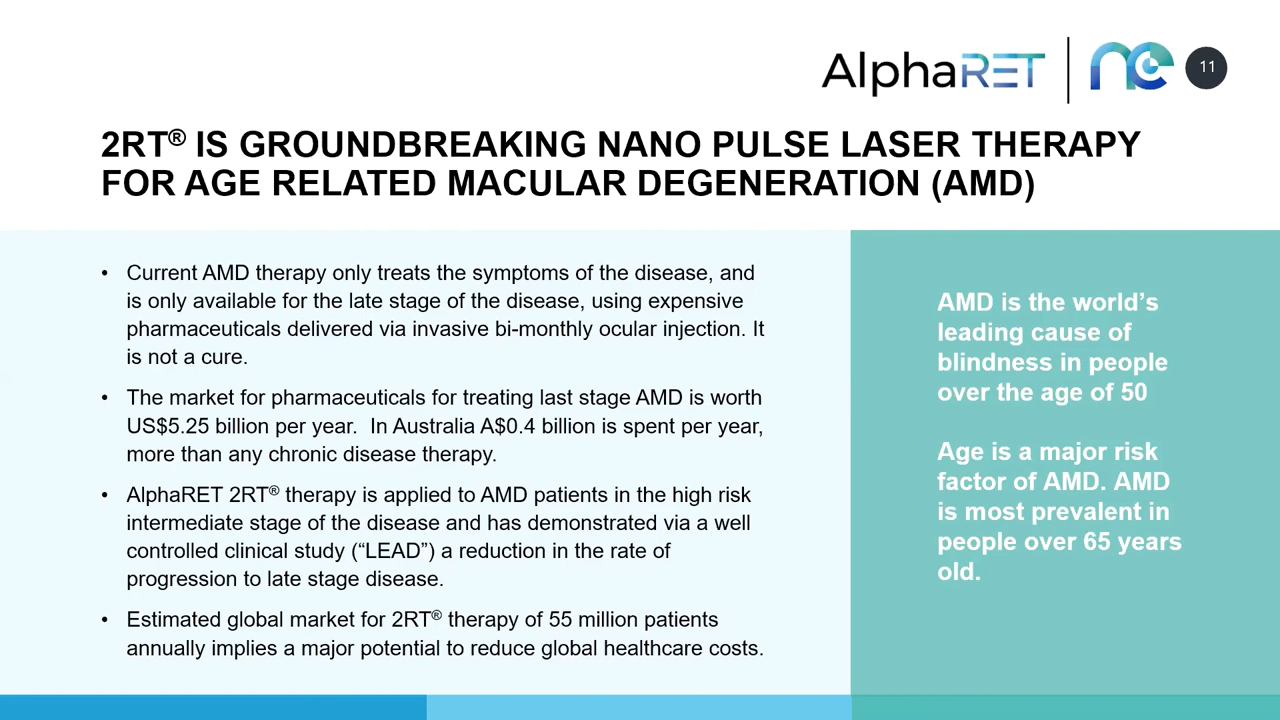 AlphaRET
ne
11
2RT® IS GROUNDBREAKING NANO PULSE LASER THERAPY
FOR AGE RELATED MACULAR DEGENERATION (AMD)
• Current AMD therapy only treats the symptoms of the disease, and
is only available for the late stage of the disease, using expensive
pharmaceuticals delivered via invasive bi-monthly ocular injection. It
is not a cure.
• The market for pharmaceuticals for treating last stage AMD is worth
US$5.25 billion per year.  In Australia A$0.4 billion is spent per year,
more than any chronic disease therapy.
• AlphaRET 2RT® therapy is applied to AMD patients in the high risk
intermediate stage of the disease and has demonstrated via a well
controlled clinical study (“LEAD”) a reduction in the rate of
progression to late stage disease.
• Estimated global market for 2RT® therapy of 55 million patients
annually implies a major potential to reduce global healthcare costs.
AMD is the world’s
leading cause of
blindness in people
over the age of 50
Age is a major risk
factor of AMD. AMD
is most prevalent in
people over 65 years
old.